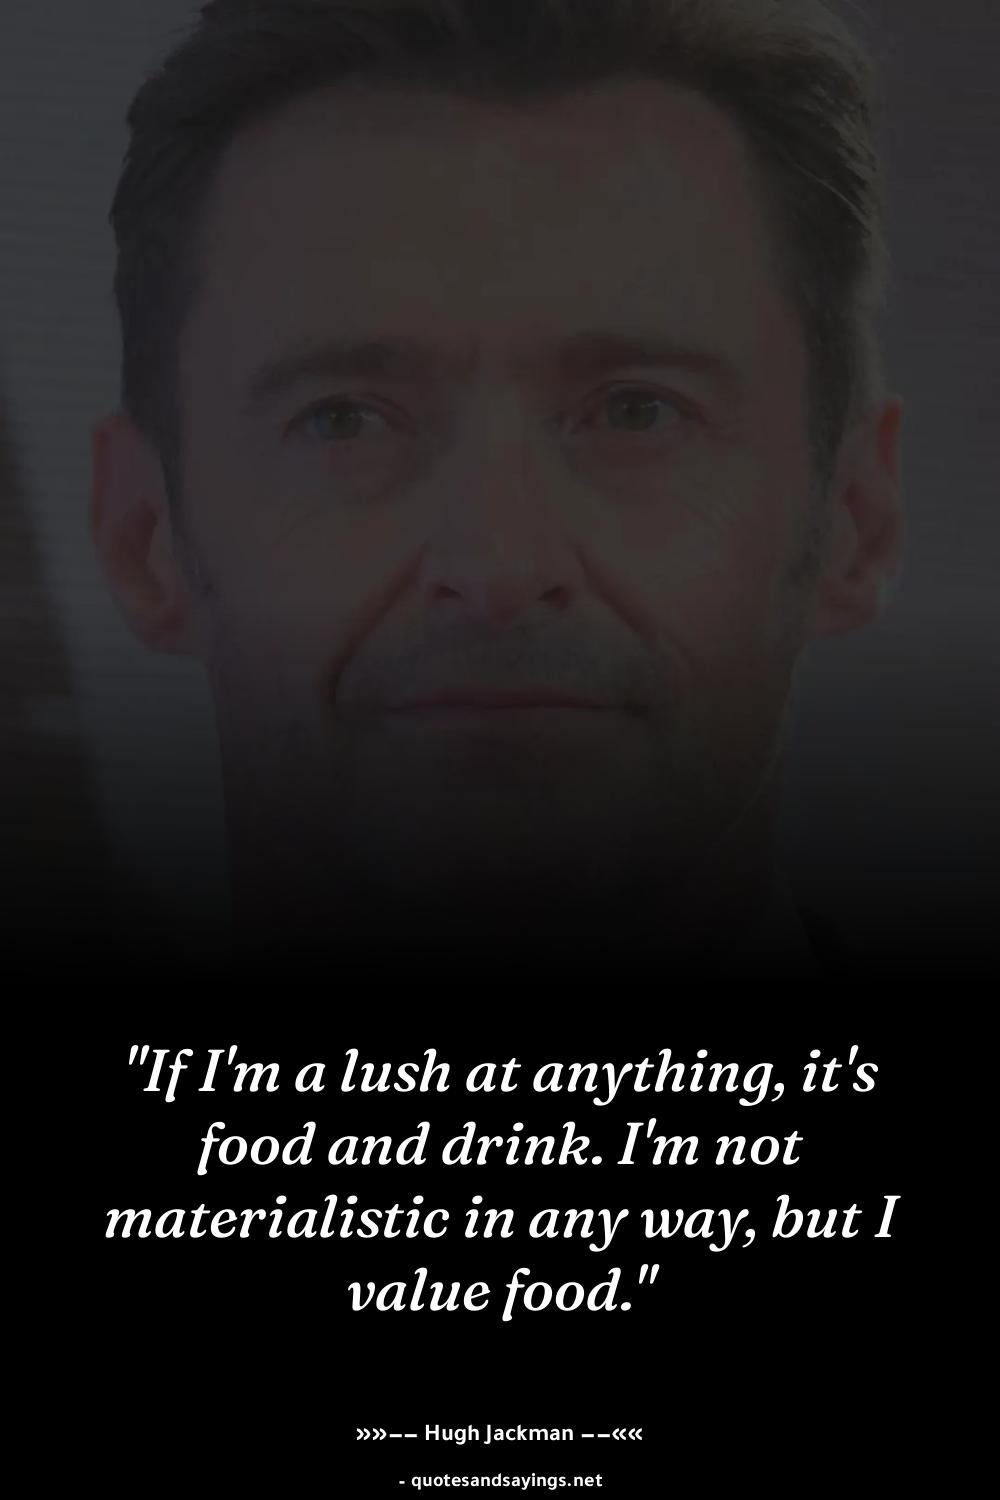 "If I'm a lush at anything, it's
food and drink. I'm not
materialistic in any way, but I
value food."
»»−− Hugh Jackman −−««
- quotesandsayings.net